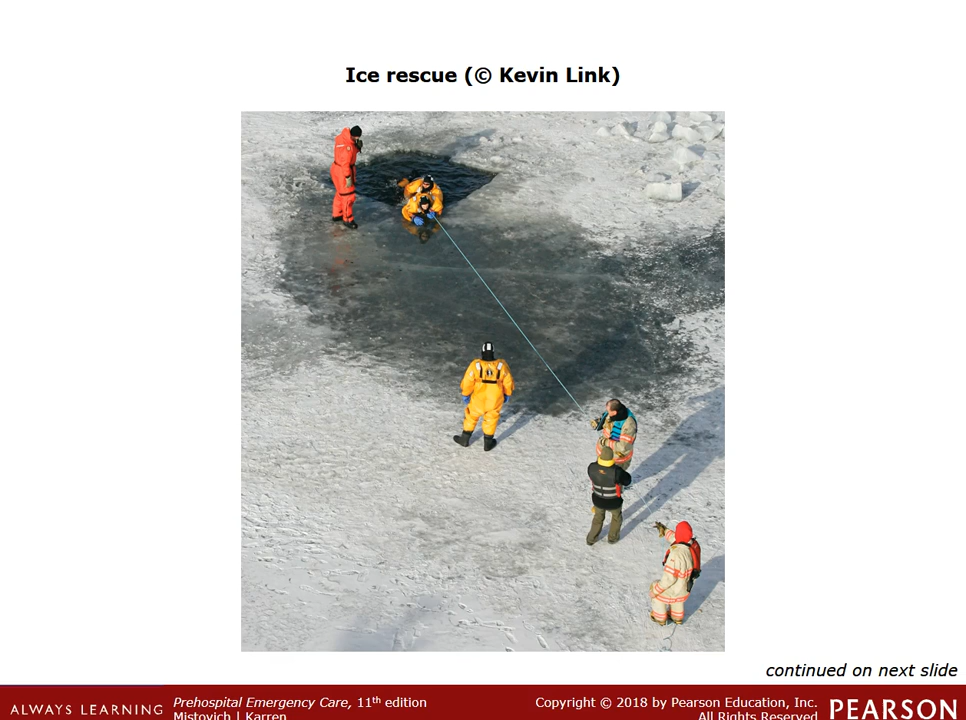 Ice rescue (© Kevin Link)
continued on next slide
ALWAYS LEARNING
Prehospital Emergency Care, 11th edition
Mistovich | Karren
Copyright © 2018 by Pearson Education, Inc.
All Rights Reserved
PEARSON